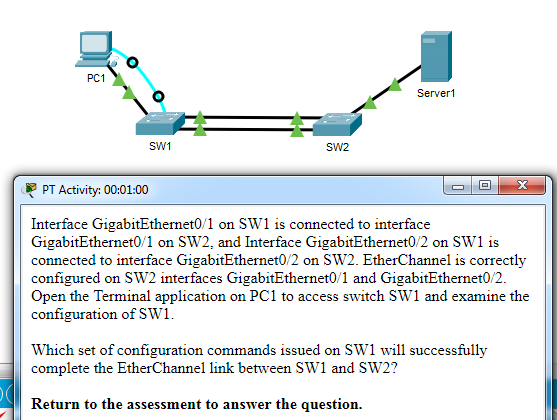 PC1
Server1
SW1
SW2
PT Activity: 00:01:00
Interface GigabitEthernet0/1 on SW1 is connected to interface
GigabitEthernet0/1 on SW2, and Interface GigabitEthernet0/2 on SW1 is
connected to interface GigabitEthernet0/2 on SW2. EtherChannel is correctly
configured on SW2 interfaces GigabitEthernet0/1 and GigabitEthernet0/2.
Open the Terminal application on PC1 to access switch SW1 and examine the
configuration of SW1.
Which set of configuration commands issued on SW1 will successfully
complete the EtherChannel link between SW1 and SW2?
Return to the assessment to answer the question.